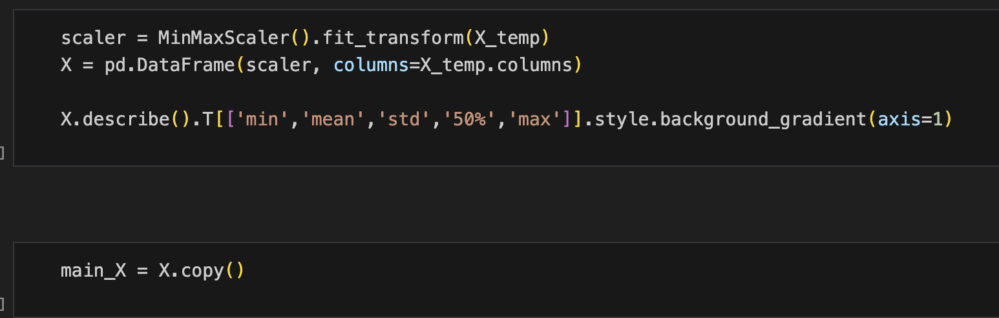 scaler = MinMaxScaler().fit_transform(X_temp)
X = pd.DataFrame(scaler, columns=X_temp.columns)
X.describe().T[['min','mean','std','50%','max']].style.background_gradient(axis=1)
]
main_X = X.copy()
]